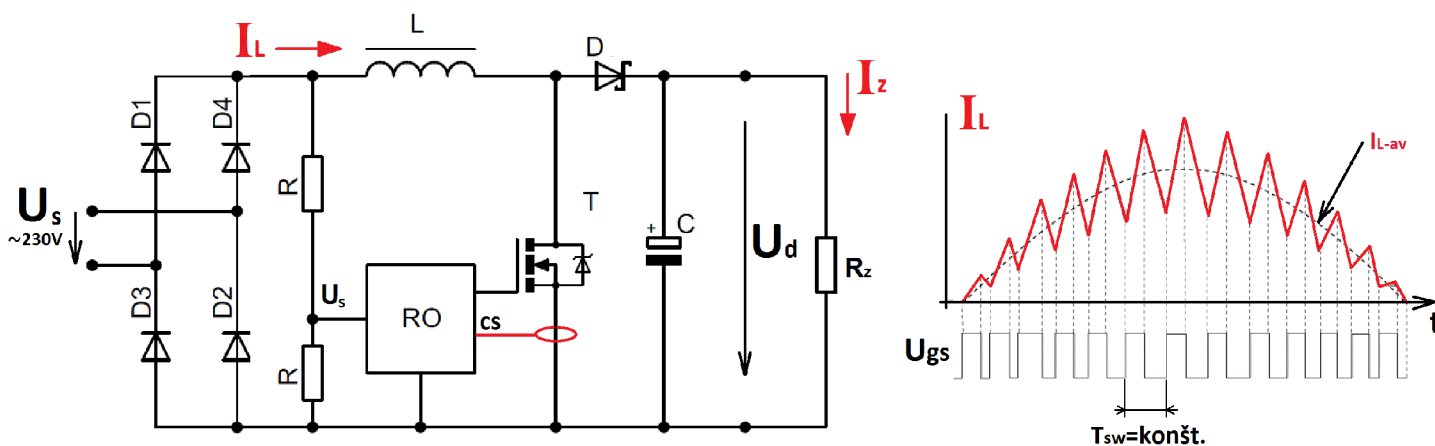 IL
L
D
Iz
D1
D4
R
Us
~230V
T
+
C
Ud
Rz
D3
D2
Us
RO
cs
R
IL
IL-av
t
Ugs
Tsw=konšt.